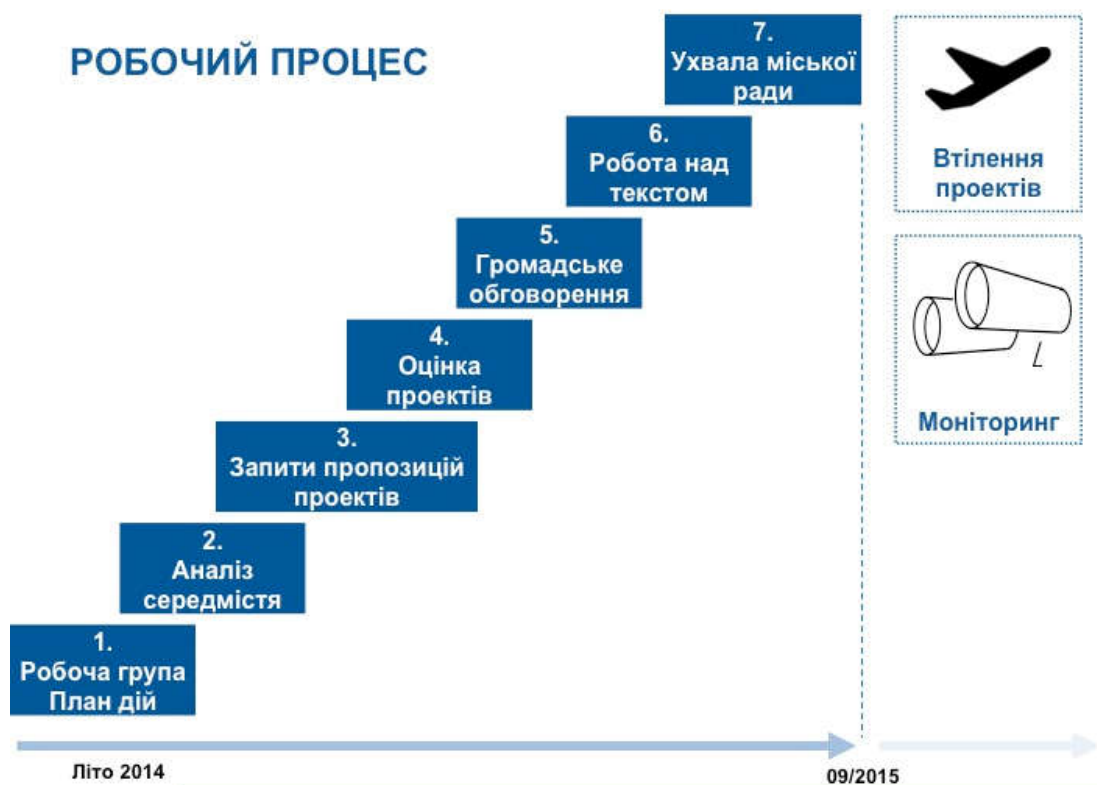 РОБОЧИЙ ПРОЦЕС
7.
Ухвала міської
ради
6.
Робота над
текстом
5.
Громадське
обговорення
4.
Оцінка
проектів
3.
Запити пропозицій
проектів
2.
Аналіз
середмістя
1.
Робоча група
План дій
Втілення
проектів
L
Моніторинг
Літо 2014
09/2015